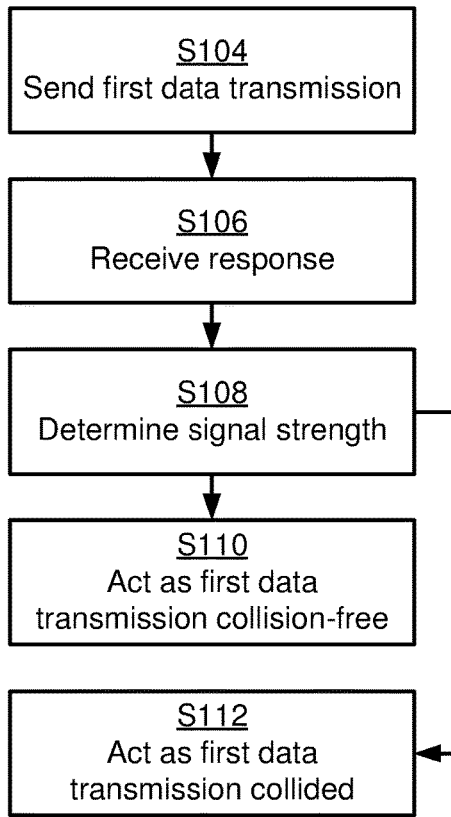 S104
Send first data transmission
S106
Receive response
S108
Determine signal strength
S110
Act as first data
transmission collision-free
S112
Act as first data
transmission collided